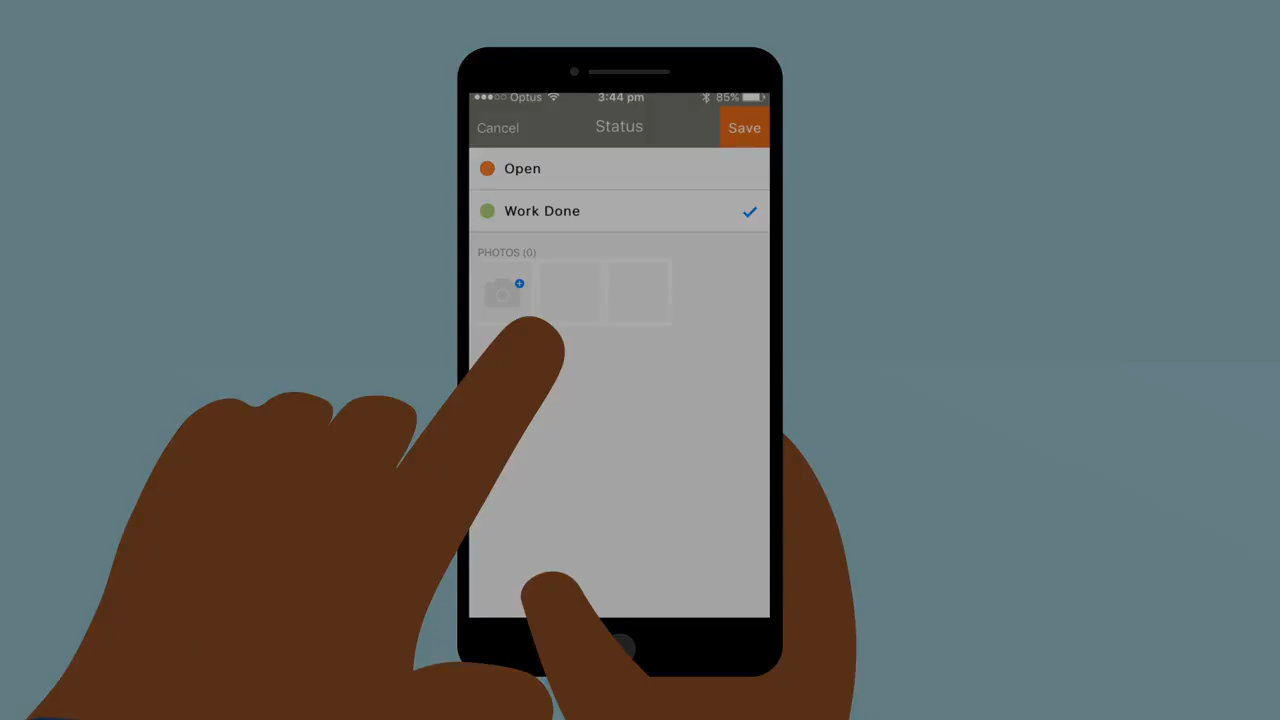 Optus 3:44 pm 85%
Cancel Status Save
Open
Work Done
PHOTOS (0)